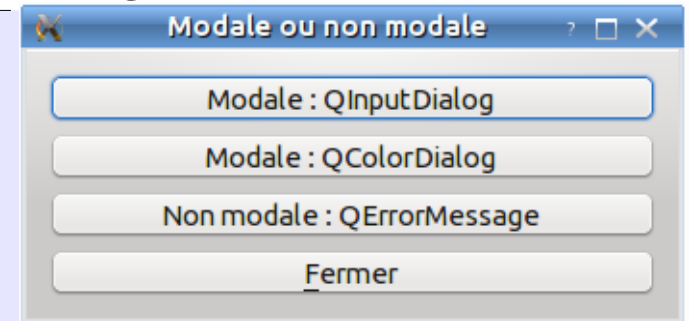 Modale ou non modale ?
Modale : QInputDialog
Modale : QColorDialog
Non modale : QErrorMessage
Fermer